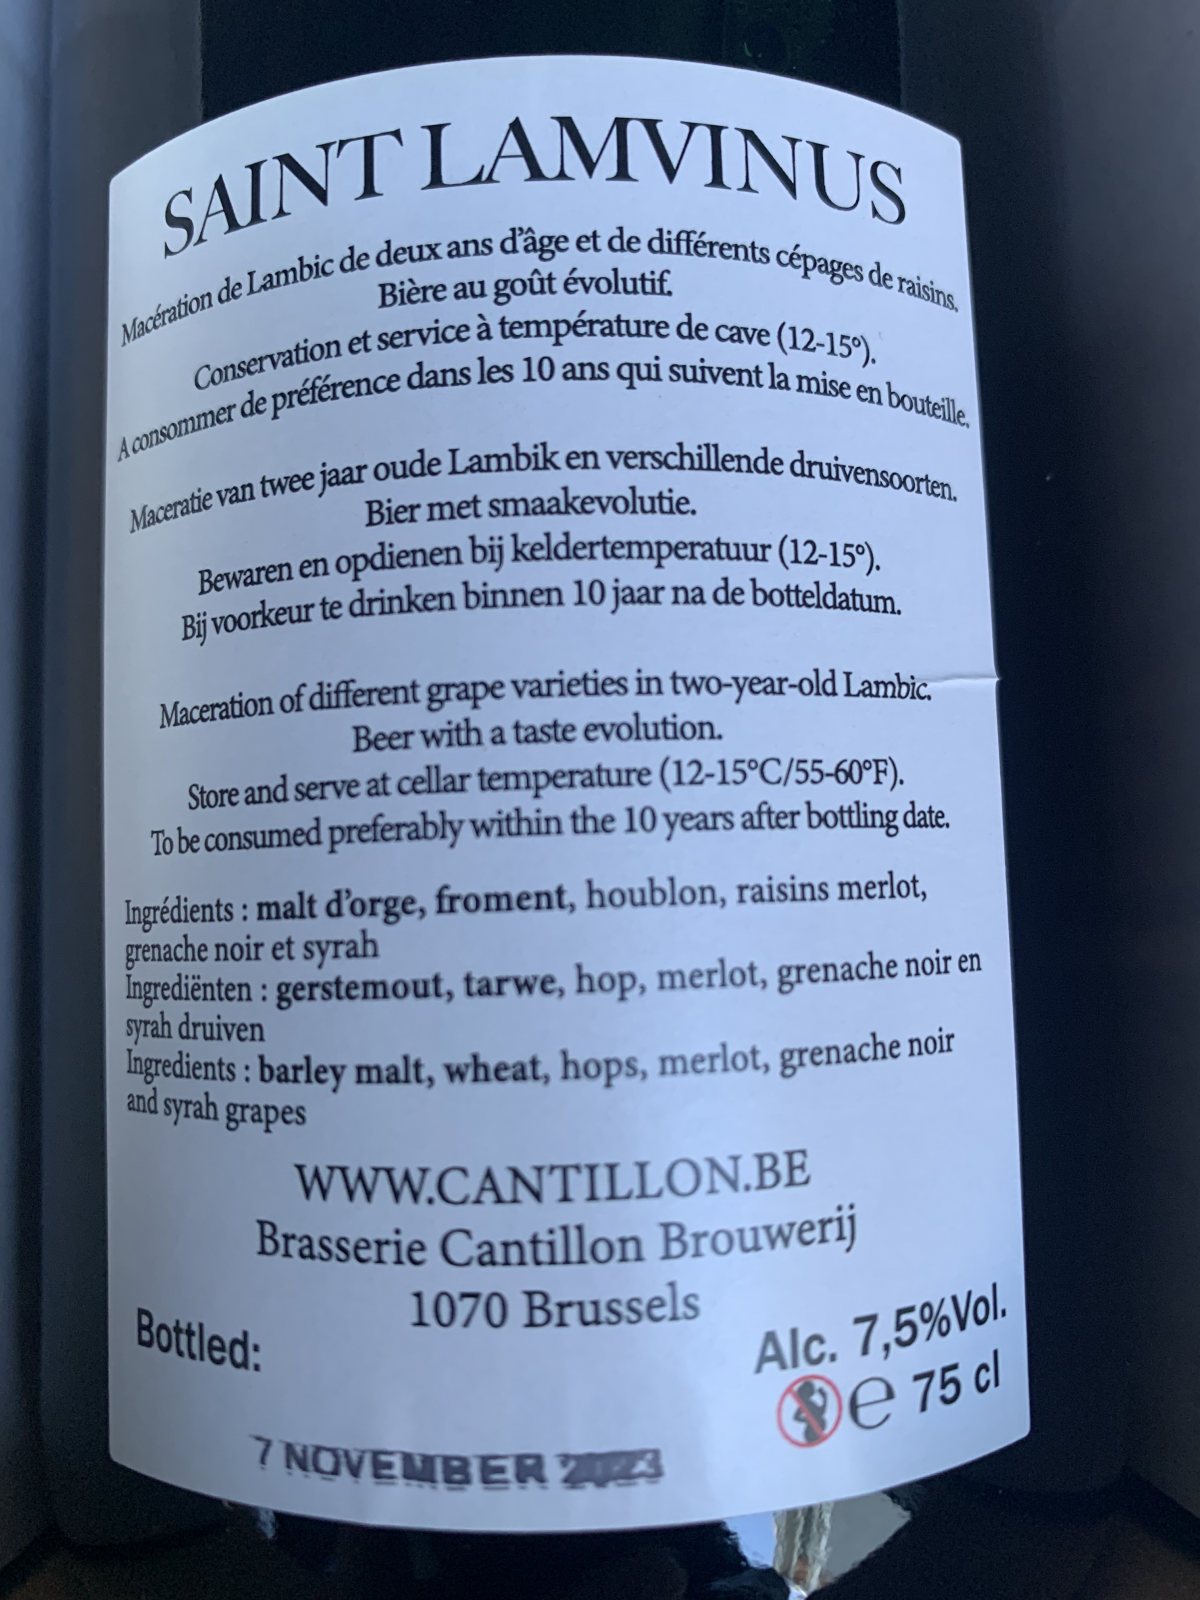 SAINT LAMVINUS
Macération de Lambic de deux ans d'âge et de différents cépages de raisins.
Bière au goût évolutif.
Conservation et service à température de cave (12-15º).
A consommer de préférence dans les 10 ans qui suivent la mise en bouteille.
Maceratie van twee jaar oude Lambik en verschillende druivensoorten.
Bier met smaakevolutie.
Bewaren en opdienen bij keldertemperatuur (12-15º).
Bij voorkeur te drinken binnen 10 jaar na de botteldatum.
Maceration of different grape varieties in two-year-old Lambic.
Beer with a taste evolution.
Store and serve at cellar temperature (12-15ºC/55-60ºF).
To be consumed preferably within the 10 years after bottling date.
Ingrédients : malt d'orge, froment, houblon, raisins merlot,
grenache noir et syrah
Ingrediënten : gerstemout, tarwe, hop, merlot, grenache noir en
syrah druiven
Ingredients : barley malt, wheat, hops, merlot, grenache noir
and syrah grapes
WWW.CANTILLON.BE
Brasserie Cantillon Brouwerij
1070 Brussels
Bottled:
Alc. 7,5%Vol.
℮ 75 cl
7 NOVEMBER 2023